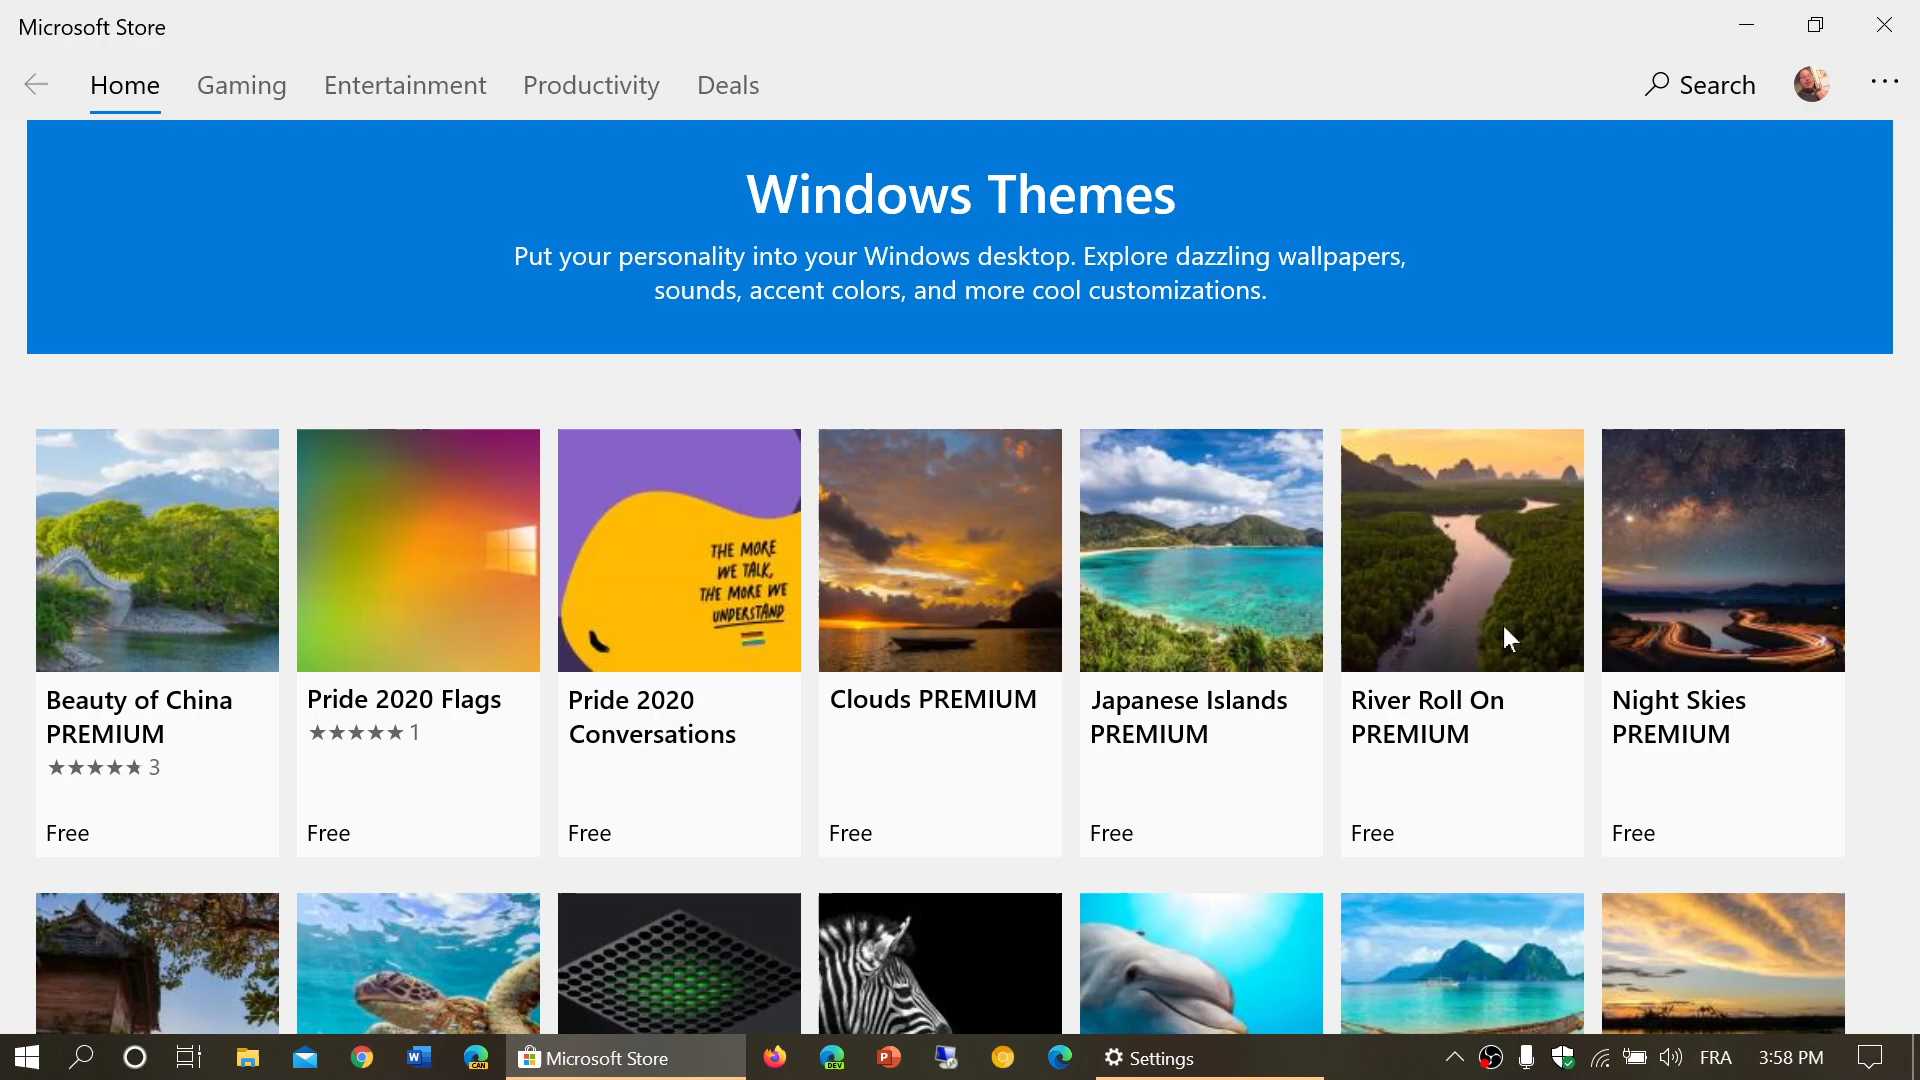 Microsoft Store
Home Gaming Entertainment Productivity Deals Search
Windows Themes
Put your personality into your Windows desktop. Explore dazzling wallpapers,
sounds, accent colors, and more cool customizations.
THE MORE
WE TALK,
THE MORE WE
UNDERSTAND
Beauty of China
PREMIUM
3
Free
Pride 2020 Flags
1
Free
Pride 2020
Conversations
Free
Clouds PREMIUM
Free
Japanese Islands
PREMIUM
Free
River Roll On
PREMIUM
Free
Night Skies
PREMIUM
Free
W
CAN
Microsoft Store
DEV
P
Settings
FRA
3:58 PM